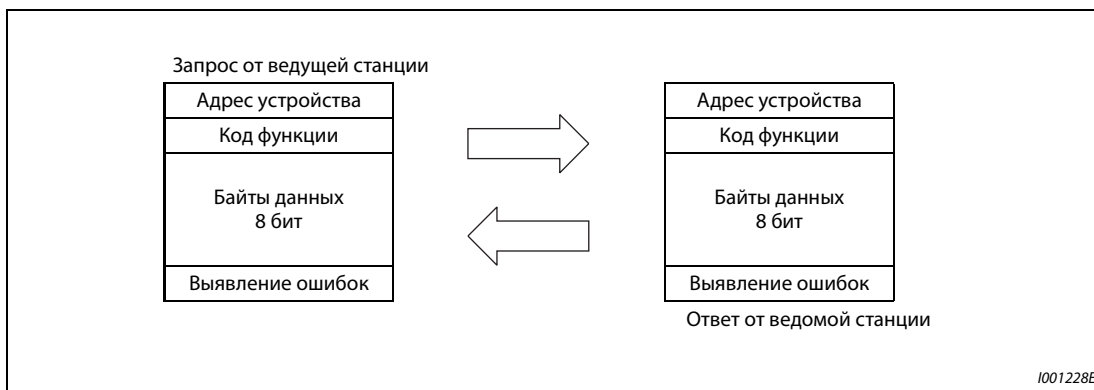 Запрос от ведущей станции
Адрес устройства
Код функции
Байты данных
8 бит
Выявление ошибок
Адрес устройства
Код функции
Байты данных
8 бит
Выявление ошибок
Ответ от ведомой станции
I001228E